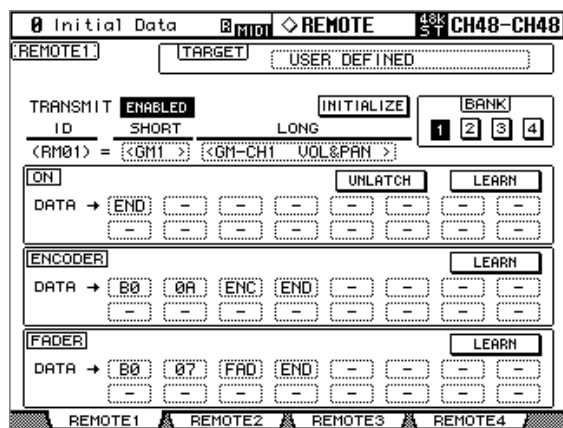 0 Initial Data B MIDI ◇REMOTE 48K ST CH48-CH48
REMOTE1 TARGET USER DEFINED
TRANSMIT ENABLED INITIALIZE BANK
ID SHORT LONG 1 2 3 4
(RM01) = <GM1 > <GM-CH1 VOL&PAN >
ON UNLATCH LEARN
DATA → END - - - - - - -
- - - - - - - -
ENCODER LEARN
DATA → B0 0A ENC END - - - -
- - - - - - - -
FADER LEARN
DATA → B0 07 FAD END - - - -
- - - - - - - -
REMOTE1 REMOTE2 REMOTE3 REMOTE4